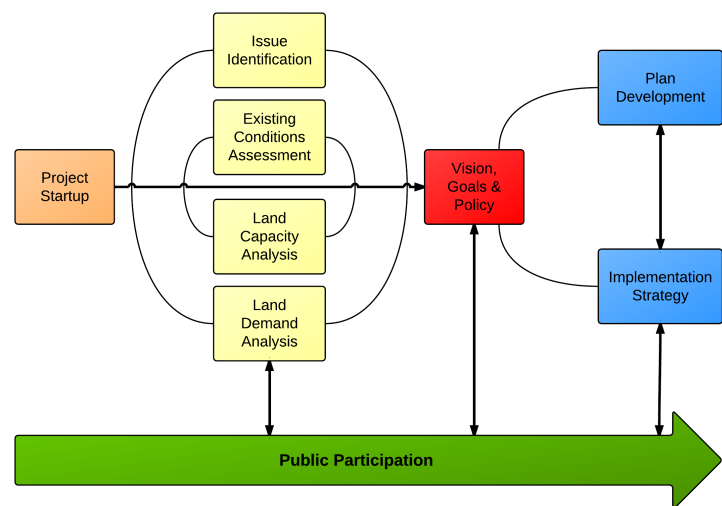 Project
Startup
Issue
Identification
Existing
Conditions
Assessment
Land
Capacity
Analysis
Land
Demand
Analysis
Vision,
Goals &
Policy
Plan
Development
Implementation
Strategy
Public Participation